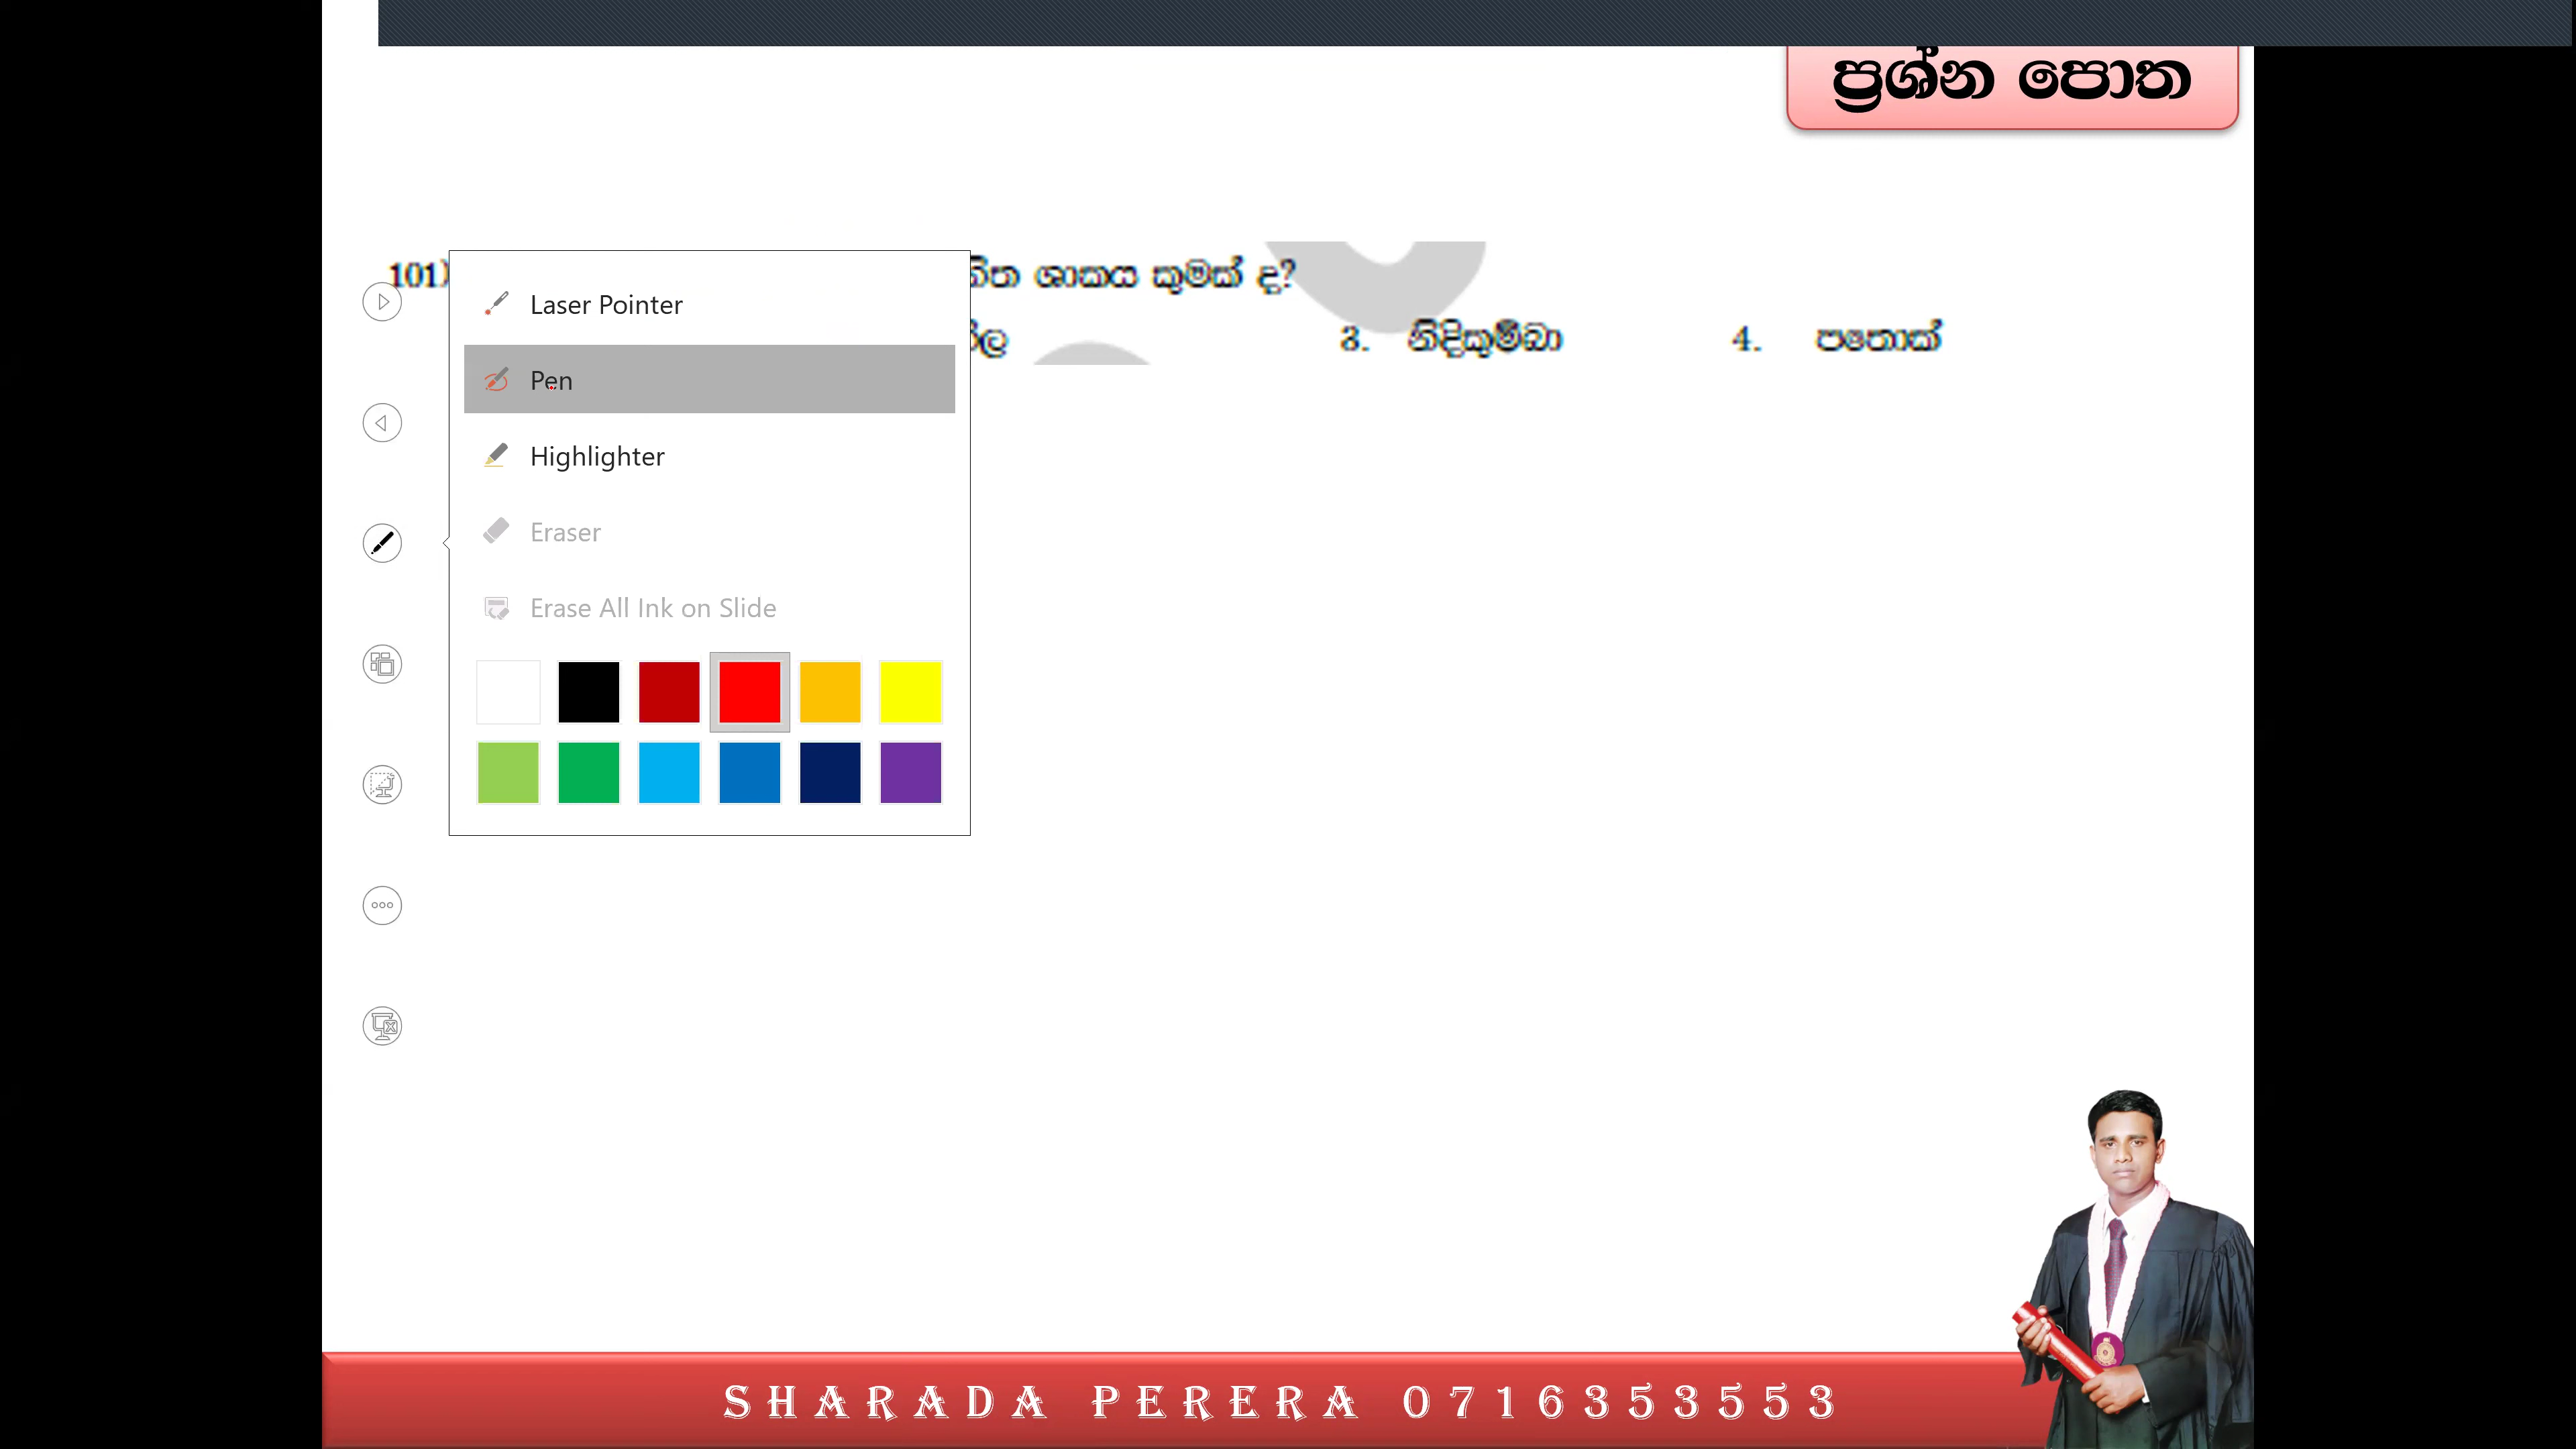 ප්‍රශ්න පොත
101) ශාකය කුමක් ද?
3. නිදිකුම්බා 4. පතොක්
Laser Pointer
Pen
Highlighter
Eraser
Erase All Ink on Slide
SHARADA PERERA 0716353553